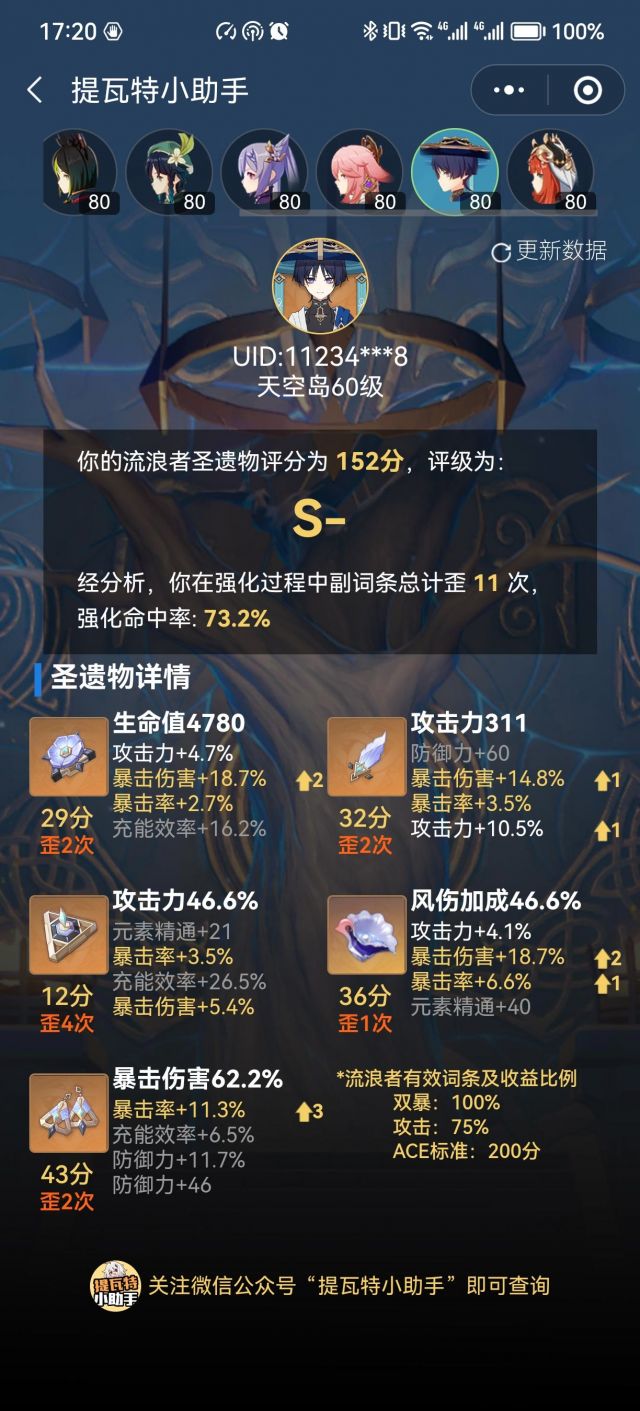 17:20
4G
4G
100%
提瓦特小助手
80
80
80
80
80
80
更新数据
UID:11234***8
天空岛60级
你的流浪者圣遗物评分为 152分，评级为：
S-
经分析，你在强化过程中副词条总计歪 11 次，
强化命中率: 73.2%
圣遗物详情
生命值4780
攻击力+4.7%
暴击伤害+18.7%
2
暴击率+2.7%
充能效率+16.2%
29分
歪2次
攻击力311
防御力+60
暴击伤害+14.8%
1
暴击率+3.5%
攻击力+10.5%
1
32分
歪2次
攻击力46.6%
元素精通+21
暴击率+3.5%
充能效率+26.5%
暴击伤害+5.4%
12分
歪4次
风伤加成46.6%
攻击力+4.1%
暴击伤害+18.7%
2
暴击率+6.6%
1
元素精通+40
36分
歪1次
暴击伤害62.2%
暴击率+11.3%
3
充能效率+6.5%
防御力+11.7%
防御力+46
43分
歪2次
*流浪者有效词条及收益比例
双暴：100%
攻击：75%
ACE标准：200分
提瓦特
小助手
关注微信公众号“提瓦特小助手”即可查询